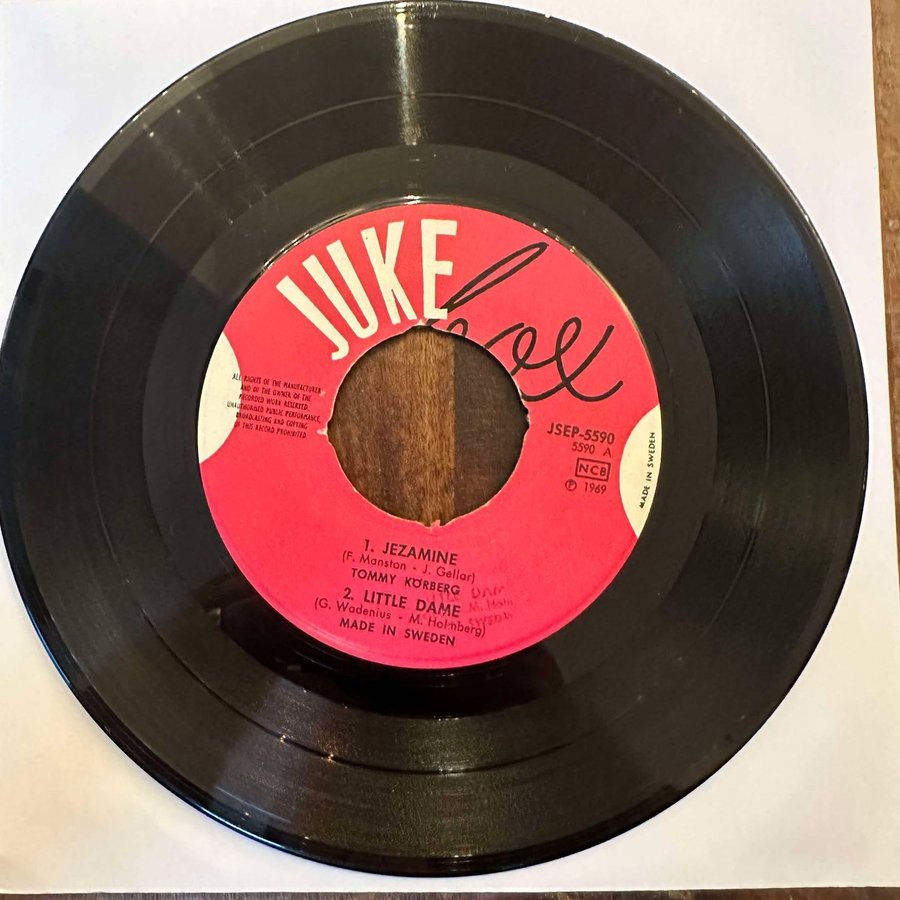 JUKE
box
ALL RIGHTS OF THE MANUFACTURER
AND OF THE OWNER OF THE
RECORDED WORK RESERVED.
UNAUTHORISED PUBLIC PERFORMANCE,
BROADCASTING AND COPYING
OF THIS RECORD PROHIBITED
JSEP-5590
5590 A
NCB
Ⓟ 1969
MADE IN SWEDEN
1. JEZAMINE
(F. Manston - J. Gellar)
TOMMY KÖRBERG
2. LITTLE DAME
(G. Wadenius - M. Holmberg)
MADE IN SWEDEN